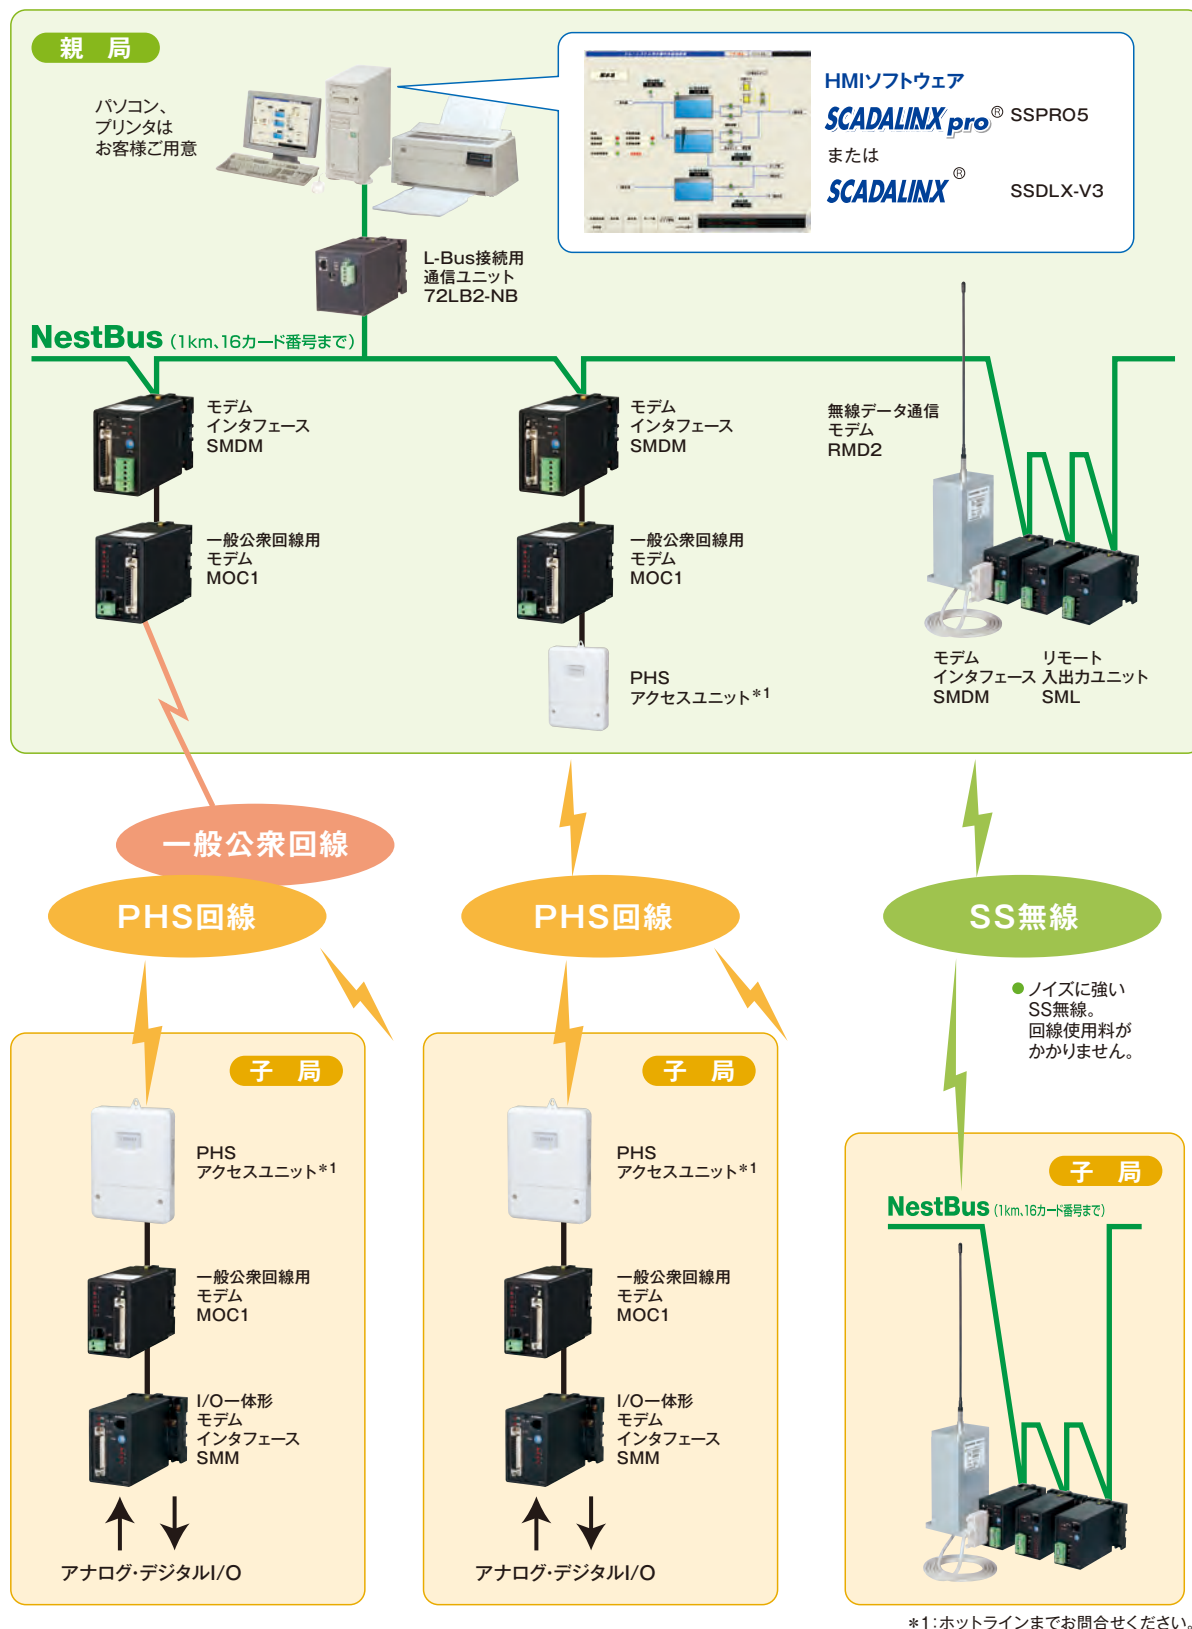 親 局
パソコン、
プリンタは
お客様ご用意
HMIソフトウェア
SCADALINX pro® SSPRO5
または
SCADALINX® SSDLX-V3
L-Bus接続用
通信ユニット
72LB2-NB
NestBus (1km、16カード番号まで)
モデム
インタフェース
SMDM
モデム
インタフェース
SMDM
無線データ通信
モデム
RMD2
一般公衆回線用
モデム
MOC1
一般公衆回線用
モデム
MOC1
PHS
アクセスユニット*1
モデム
インタフェース
SMDM
リモート
入出力ユニット
SML
一般公衆回線
PHS回線
PHS回線
SS無線
●ノイズに強い
SS無線。
回線使用料が
かかりません。
子 局
PHS
アクセスユニット*1
一般公衆回線用
モデム
MOC1
I/O一体形
モデム
インタフェース
SMM
アナログ・デジタルI/O
子 局
PHS
アクセスユニット*1
一般公衆回線用
モデム
MOC1
I/O一体形
モデム
インタフェース
SMM
アナログ・デジタルI/O
子 局
NestBus (1km、16カード番号まで)
*1:ホットラインまでお問合せください。